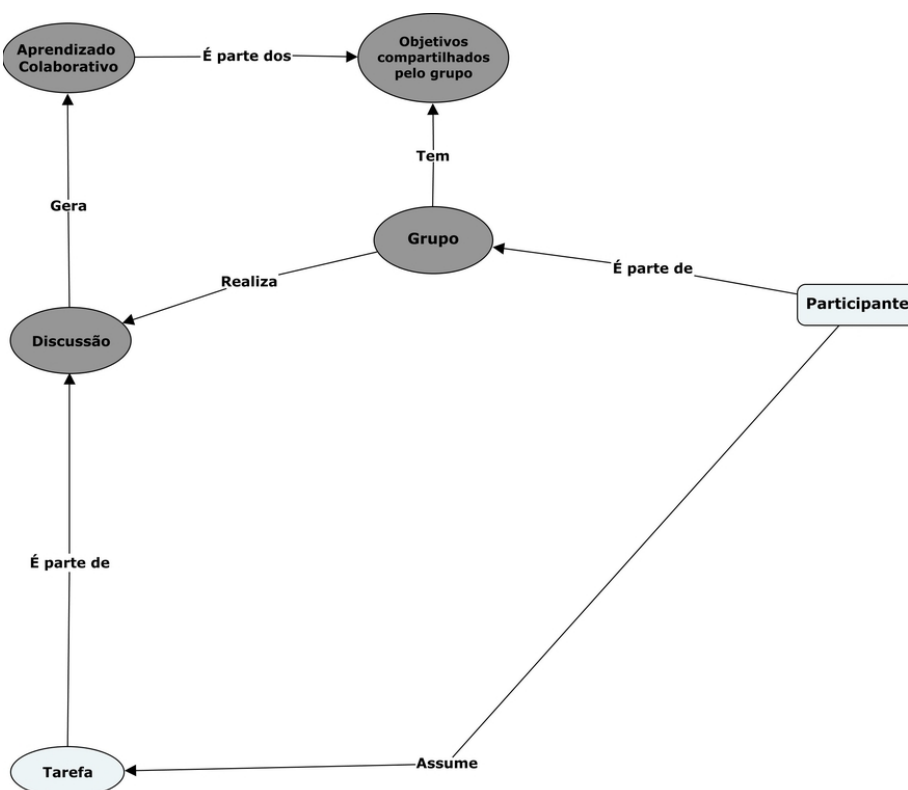 Aprendizado
Colaborativo
É parte dos
Objetivos
compartilhados
pelo grupo
Tem
Gera
Grupo
É parte de
Realiza
Participante
Discussão
É parte de
Assume
Tarefa